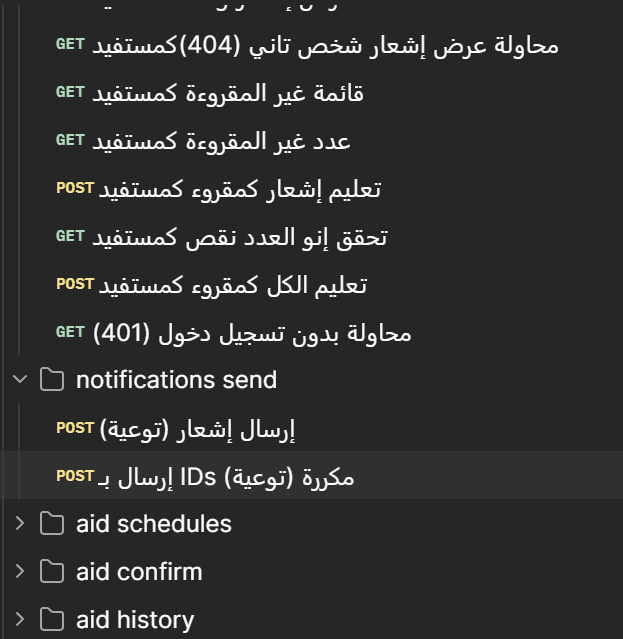 GET محاولة عرض إشعار شخص تاني (404)كمستفيد
GET قائمة غير المقروءة كمستفيد
GET عدد غير المقروءة كمستفيد
POST تعليم إشعار كمقروء كمستفيد
GET تحقق إنو العدد نقص كمستفيد
POST تعليم الكل كمقروء كمستفيد
GET محاولة بدون تسجيل دخول (401)
notifications send
POST إرسال إشعار (توعية)
POST إرسال بـ IDs مكررة (توعية)
aid schedules
aid confirm
aid history